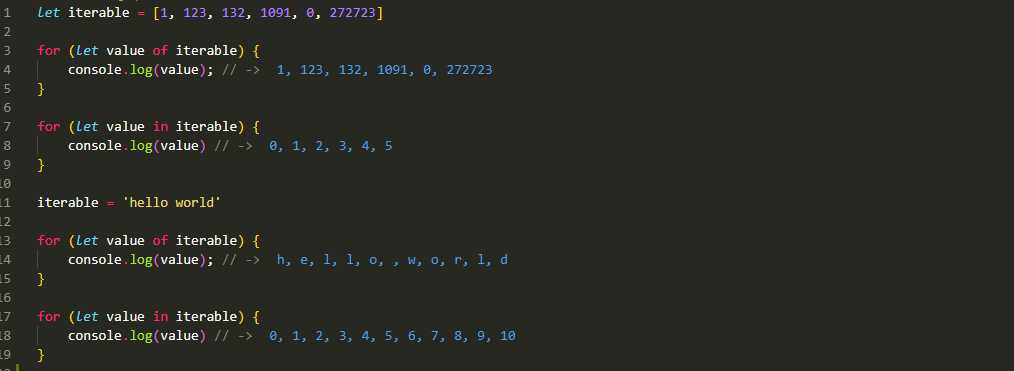 1 let iterable = [1, 123, 132, 1091, 0, 272723]
2
3 for (let value of iterable) {
4 console.log(value); // -> 1, 123, 132, 1091, 0, 272723
5 }
6
7 for (let value in iterable) {
8 console.log(value) // -> 0, 1, 2, 3, 4, 5
9 }
10
11 iterable = 'hello world'
12
13 for (let value of iterable) {
14 console.log(value); // -> h, e, l, l, o, , w, o, r, l, d
15 }
16
17 for (let value in iterable) {
18 console.log(value) // -> 0, 1, 2, 3, 4, 5, 6, 7, 8, 9, 10
19 }